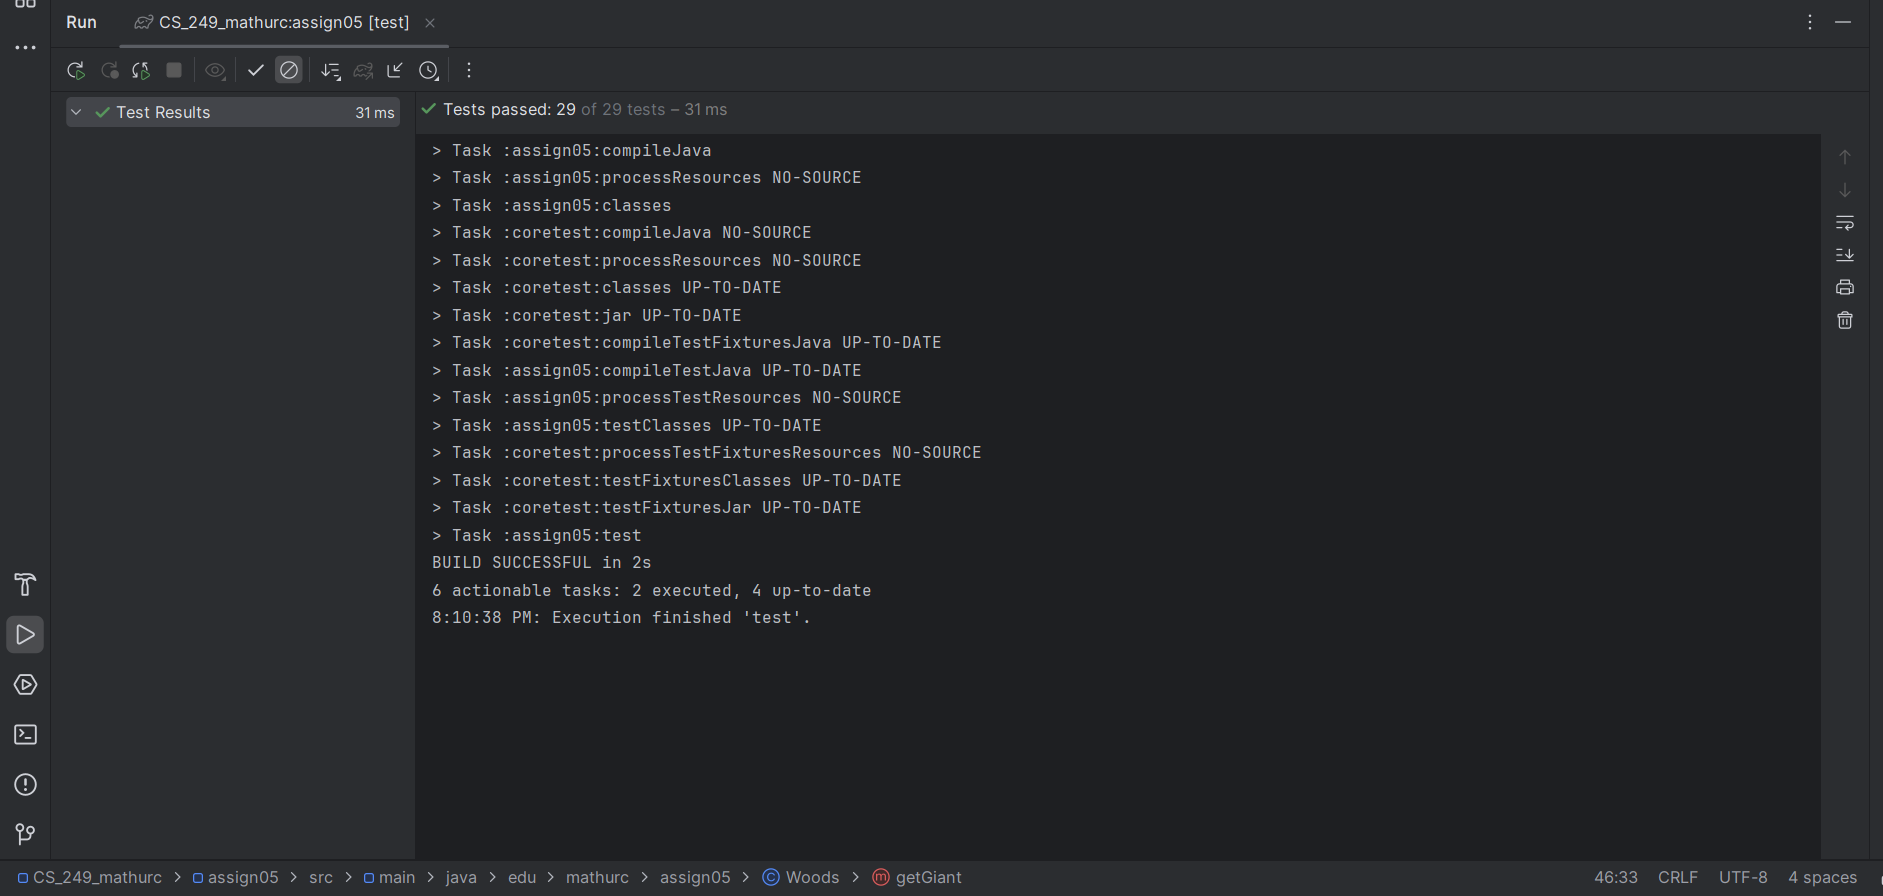 Run CS_249_mathurc:assign05 [test]
Test Results 31 ms
Tests passed: 29 of 29 tests – 31 ms
> Task :assign05:compileJava
> Task :assign05:processResources NO-SOURCE
> Task :assign05:classes
> Task :coretest:compileJava NO-SOURCE
> Task :coretest:processResources NO-SOURCE
> Task :coretest:classes UP-TO-DATE
> Task :coretest:jar UP-TO-DATE
> Task :coretest:compileTestFixturesJava UP-TO-DATE
> Task :assign05:compileTestJava UP-TO-DATE
> Task :assign05:processTestResources NO-SOURCE
> Task :assign05:testClasses UP-TO-DATE
> Task :coretest:processTestFixturesResources NO-SOURCE
> Task :coretest:testFixturesClasses UP-TO-DATE
> Task :coretest:testFixturesJar UP-TO-DATE
> Task :assign05:test
BUILD SUCCESSFUL in 2s
6 actionable tasks: 2 executed, 4 up-to-date
8:10:38 PM: Execution finished 'test'.
CS_249_mathurc > assign05 > src > main > java > edu > mathurc > assign05 > C Woods > m getGiant 46:33 CRLF UTF-8 4 spaces